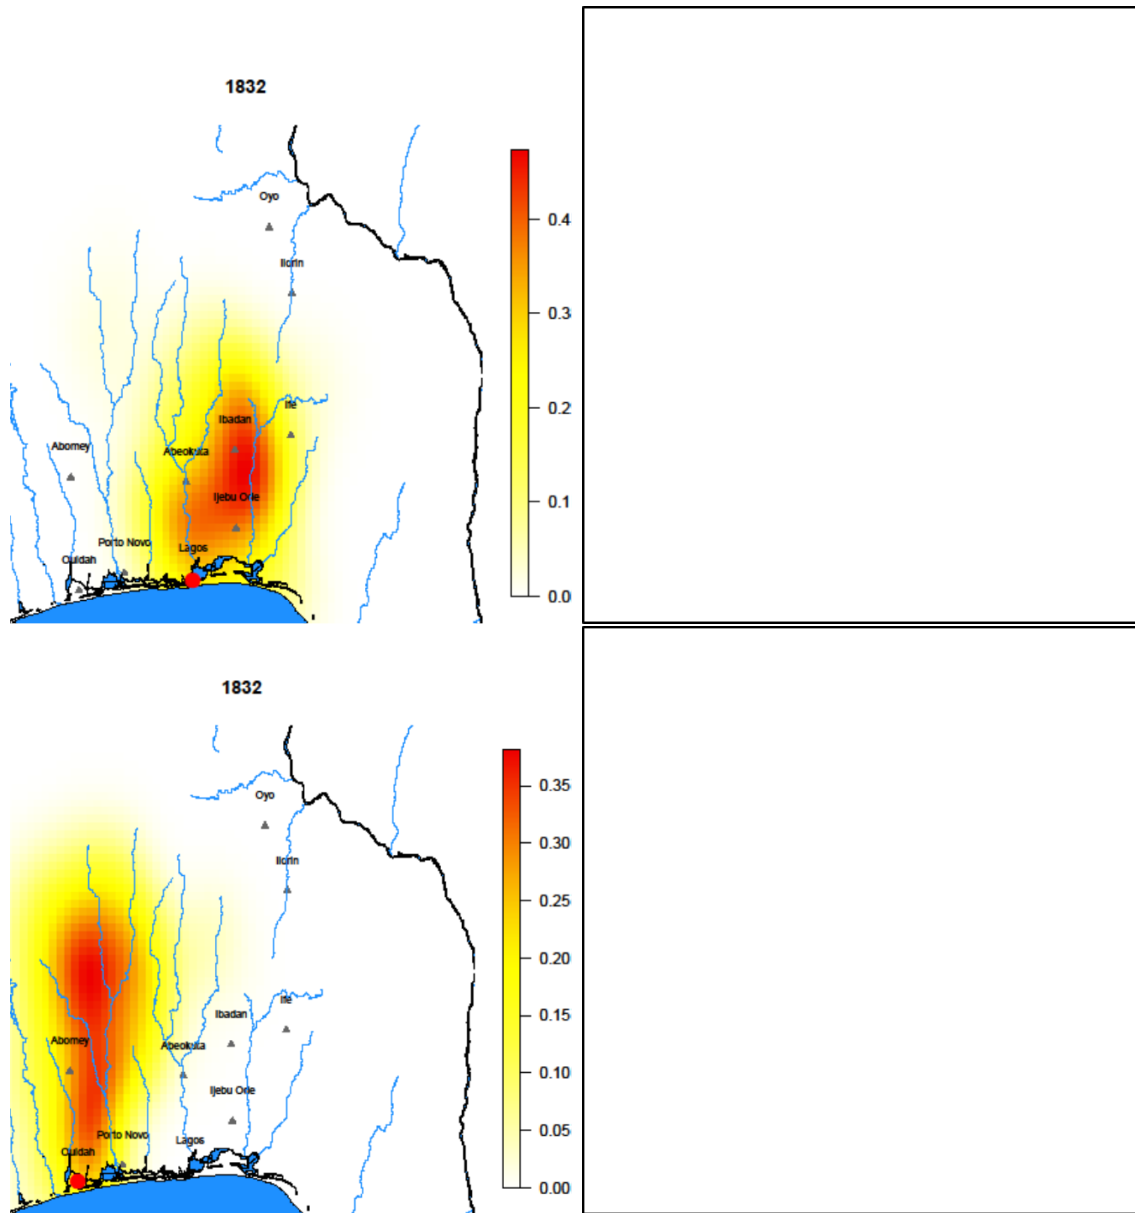 1832
Oyo
Ilorin
Ife
Ibadan
Abomey
Abeokuta
Ijebu Orie
Porto Novo
Lagos
Ouidah
0.4
0.3
0.2
0.1
0.0
1832
Oyo
Ilorin
Ife
Ibadan
Abomey
Abeokuta
Ijebu Orie
Porto Novo
Lagos
Ouidah
0.35
0.30
0.25
0.20
0.15
0.10
0.05
0.00